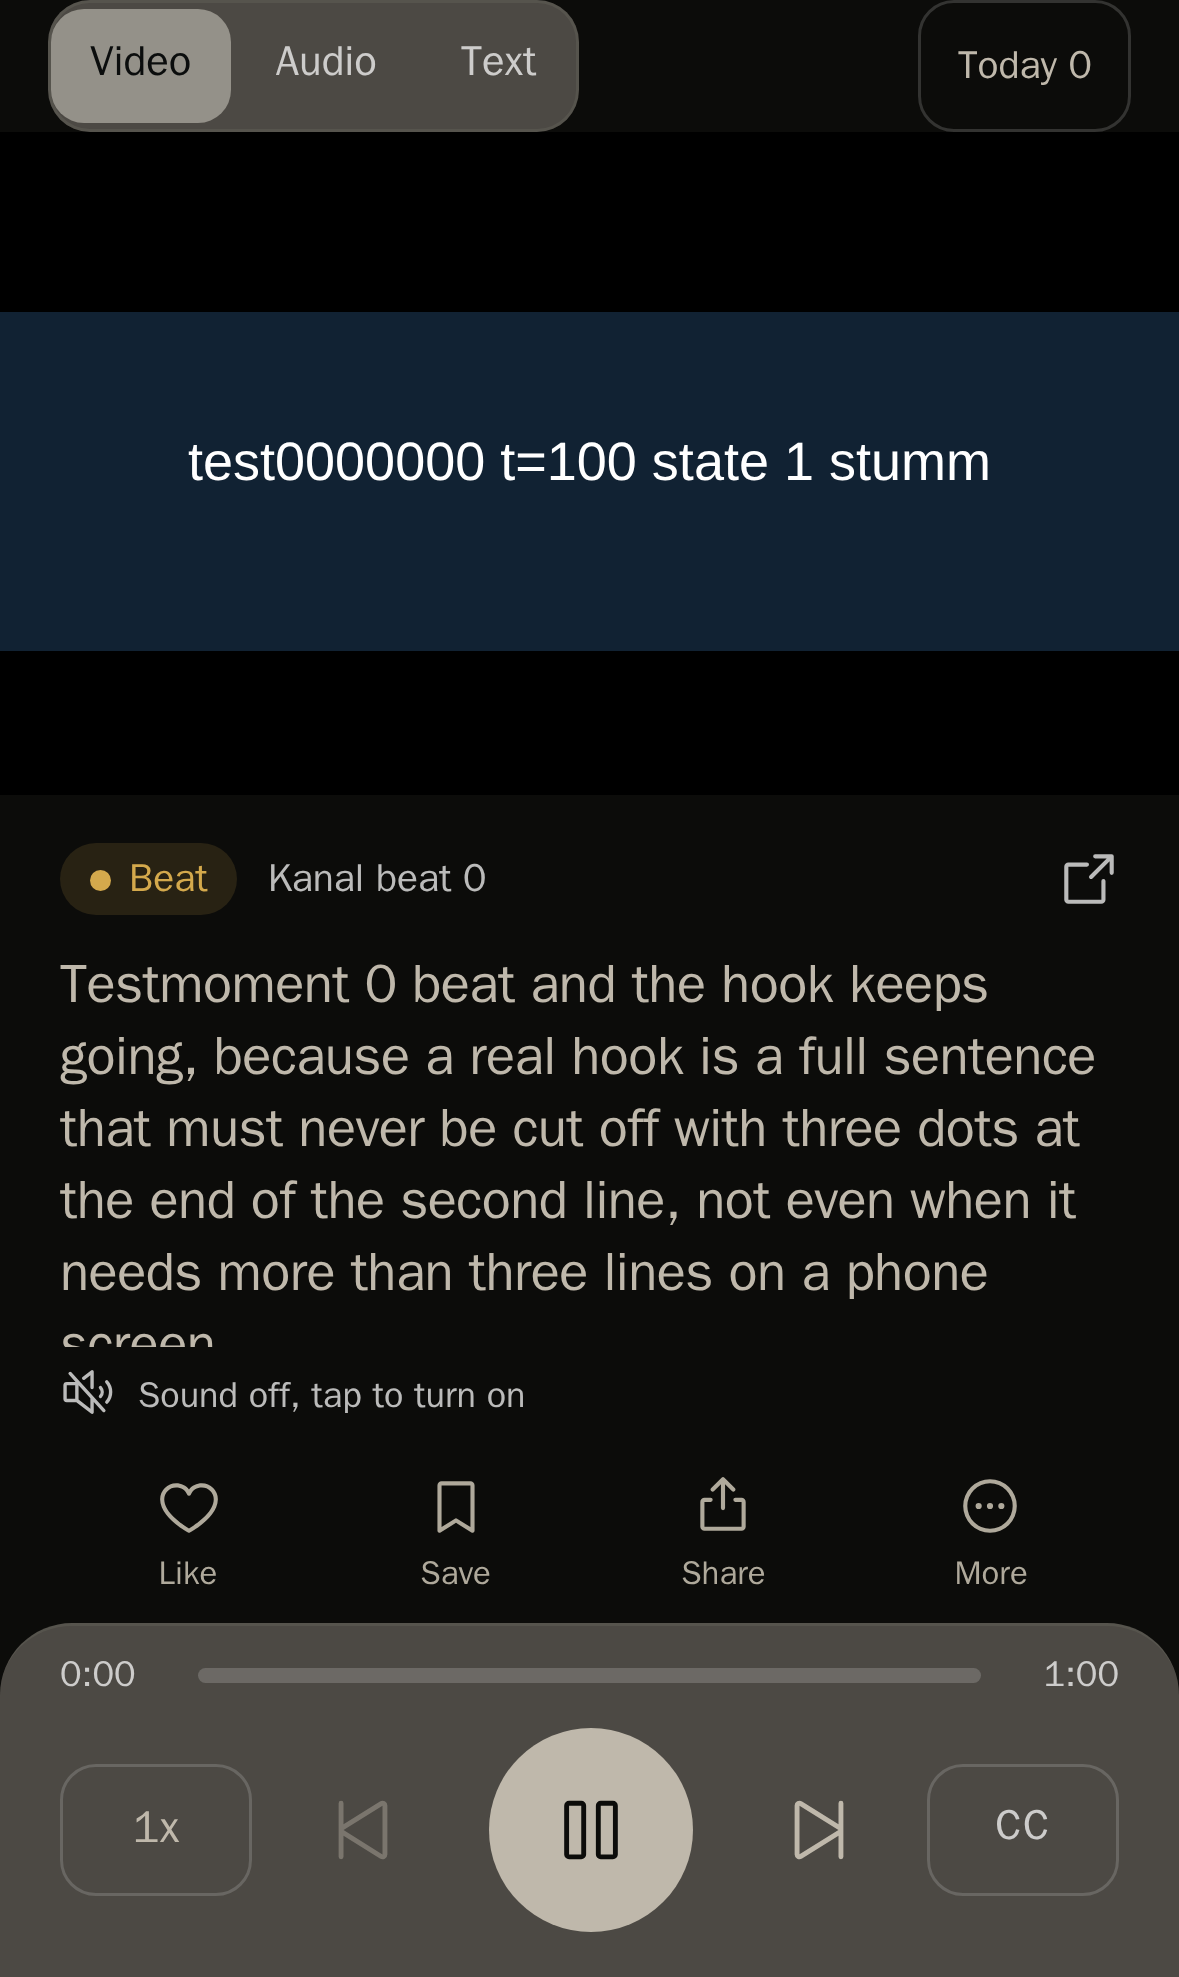 Video Audio Text Today 0
test0000000 t=100 state 1 stumm
Beat Kanal beat 0
Testmoment 0 beat and the hook keeps
going, because a real hook is a full sentence
that must never be cut off with three dots at
the end of the second line, not even when it
needs more than three lines on a phone
screen
Sound off, tap to turn on
Like Save Share More
0:00 1:00
1x CC